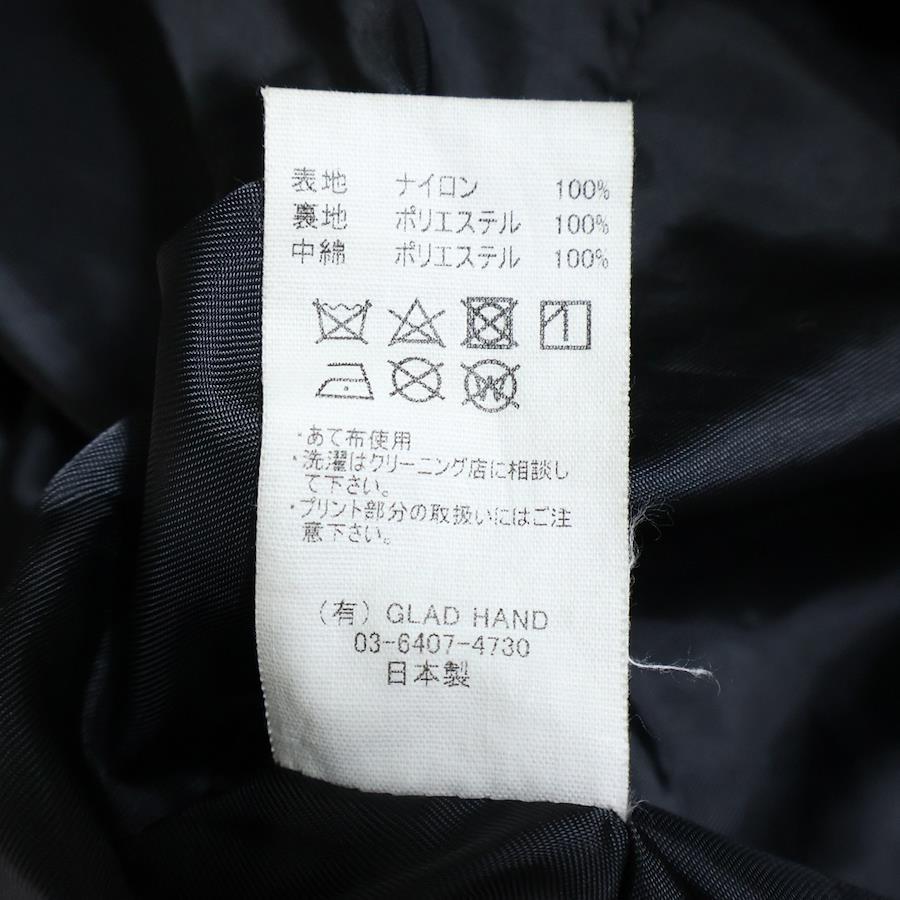 表地 ナイロン 100%
裏地 ポリエステル 100%
中綿 ポリエステル 100%
W
・あて布使用
・洗濯はクリーニング店に相談し
て下さい。
・プリント部分の取扱いにはご注
意下さい。
(有) GLAD HAND
03-6407-4730
日本製